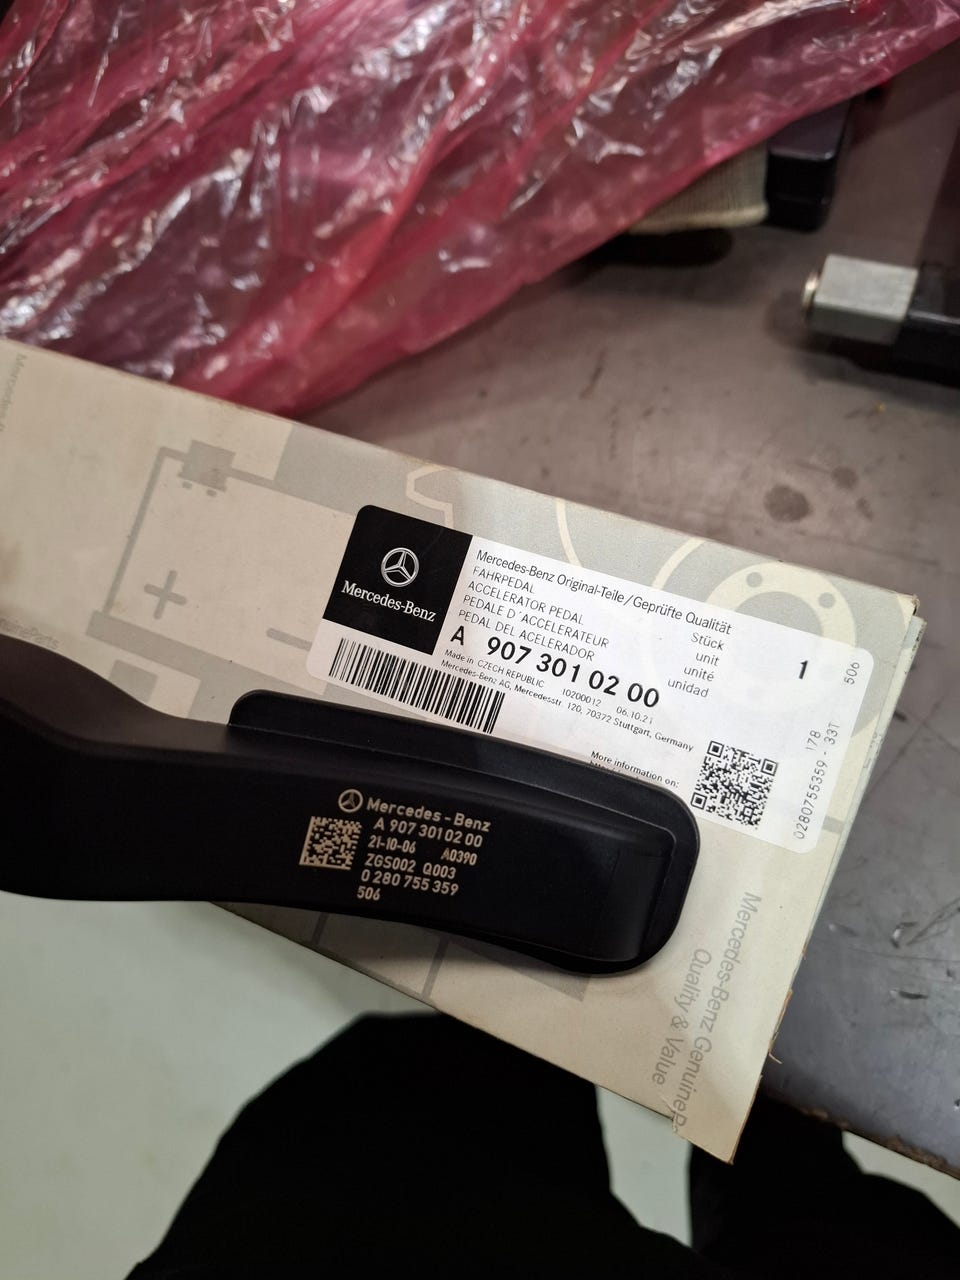 Mercedes-Benz
Mercedes-Benz Original-Teile/Geprüfte Qualität
FAHRPEDAL Stück
ACCELERATOR PEDAL unit
PEDALE D´ACCELERATEUR unité
PEDAL DEL ACELERADOR unidad
1
506
A 907 301 02 00
Made in CZECH REPUBLIC 10200012 06.10.21
Mercedes-Benz AG, Mercedesstr. 120, 70372 Stuttgart, Germany
More information on:
0280755359 - 33T
178
Mercedes-Benz
A 907 301 02 00
21-10-06 A0390
ZGS002 Q003
0 280 755 359
506
Mercedes-Benz GenuineP
Quality & Value